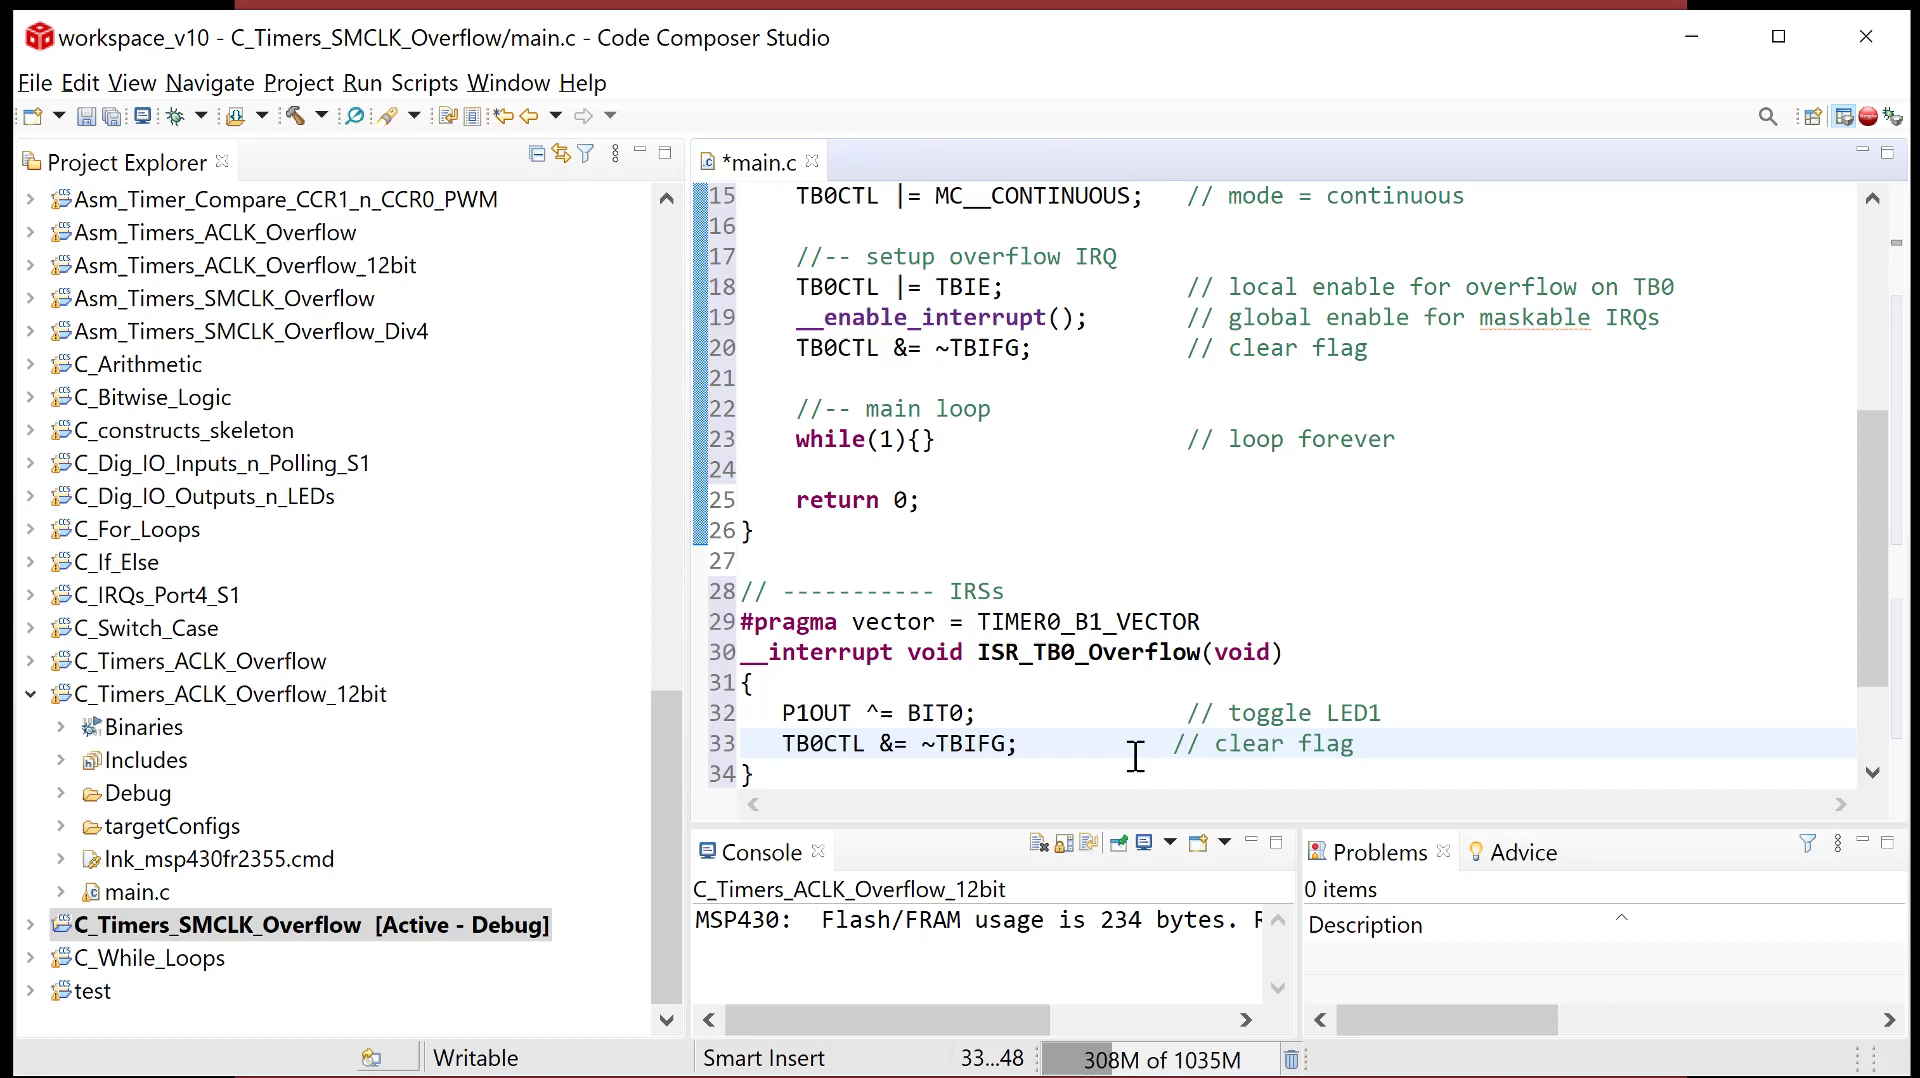 workspace_v10 - C_Timers_SMCLK_Overflow/main.c - Code Composer Studio
File Edit View Navigate Project Run Scripts Window Help
Project Explorer
Asm_Timer_Compare_CCR1_n_CCR0_PWM
Asm_Timers_ACLK_Overflow
Asm_Timers_ACLK_Overflow_12bit
Asm_Timers_SMCLK_Overflow
Asm_Timers_SMCLK_Overflow_Div4
C_Arithmetic
C_Bitwise_Logic
C_constructs_skeleton
C_Dig_IO_Inputs_n_Polling_S1
C_Dig_IO_Outputs_n_LEDs
C_For_Loops
C_If_Else
C_IRQs_Port4_S1
C_Switch_Case
C_Timers_ACLK_Overflow
C_Timers_ACLK_Overflow_12bit
Binaries
Includes
Debug
targetConfigs
lnk_msp430fr2355.cmd
main.c
C_Timers_SMCLK_Overflow [Active - Debug]
C_While_Loops
test
*main.c
15 TB0CTL |= MC__CONTINUOUS; // mode = continuous
16
17 //-- setup overflow IRQ
18 TB0CTL |= TBIE; // local enable for overflow on TB0
19 __enable_interrupt(); // global enable for maskable IRQs
20 TB0CTL &= ~TBIFG; // clear flag
21
22 //-- main loop
23 while(1){} // loop forever
24
25 return 0;
26 }
27
28 // ----------- IRSs
29 #pragma vector = TIMER0_B1_VECTOR
30 __interrupt void ISR_TB0_Overflow(void)
31 {
32 P1OUT ^= BIT0; // toggle LED1
33 TB0CTL &= ~TBIFG; // clear flag
34 }
Console
C_Timers_ACLK_Overflow_12bit
MSP430: Flash/FRAM usage is 234 bytes. R
Problems Advice
0 items
Description
Writable Smart Insert 33...48 308M of 1035M